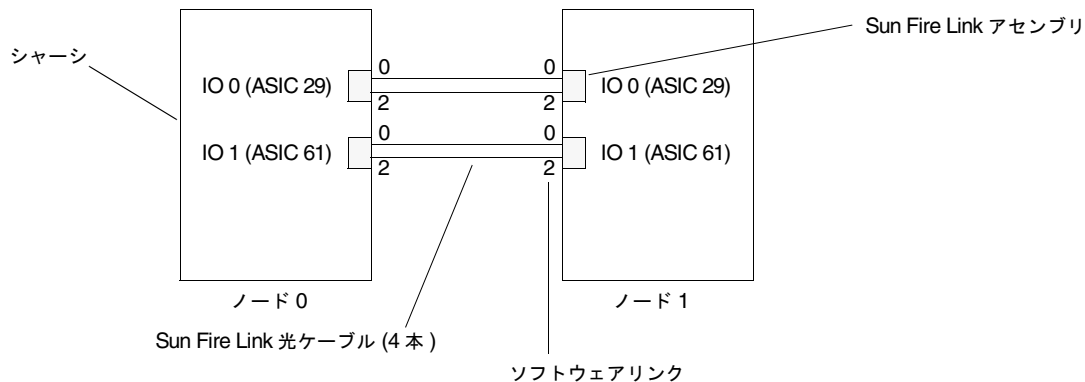 Sun Fire Link アセンブリ
シャーシ
0 0
IO 0 (ASIC 29) IO 0 (ASIC 29)
2 2
0 0
IO 1 (ASIC 61) IO 1 (ASIC 61)
2 2
ノード 0 ノード 1
Sun Fire Link 光ケーブル (4 本 )
ソフトウェアリンク